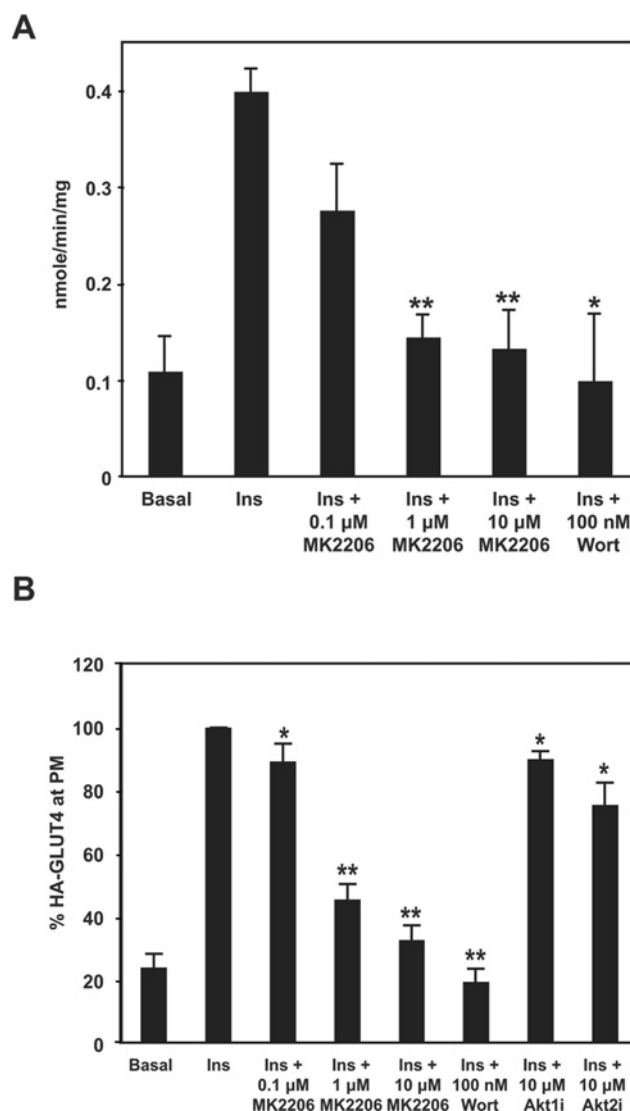 A
nmole/min/mg
0.4
0.3
0.2
0.1
0
** ** *
Basal Ins Ins + Ins + Ins + Ins +
0.1 µM 1 µM 10 µM 100 nM
MK2206 MK2206 MK2206 Wort
B
% HA-GLUT4 at PM
120
100
80
60
40
20
0
* ** ** ** * *
Basal Ins Ins + Ins + Ins + Ins + Ins + Ins +
0.1 µM 1 µM 10 µM 100 nM 10 µM 10 µM
MK2206 MK2206 MK2206 Wort Akt1i Akt2i